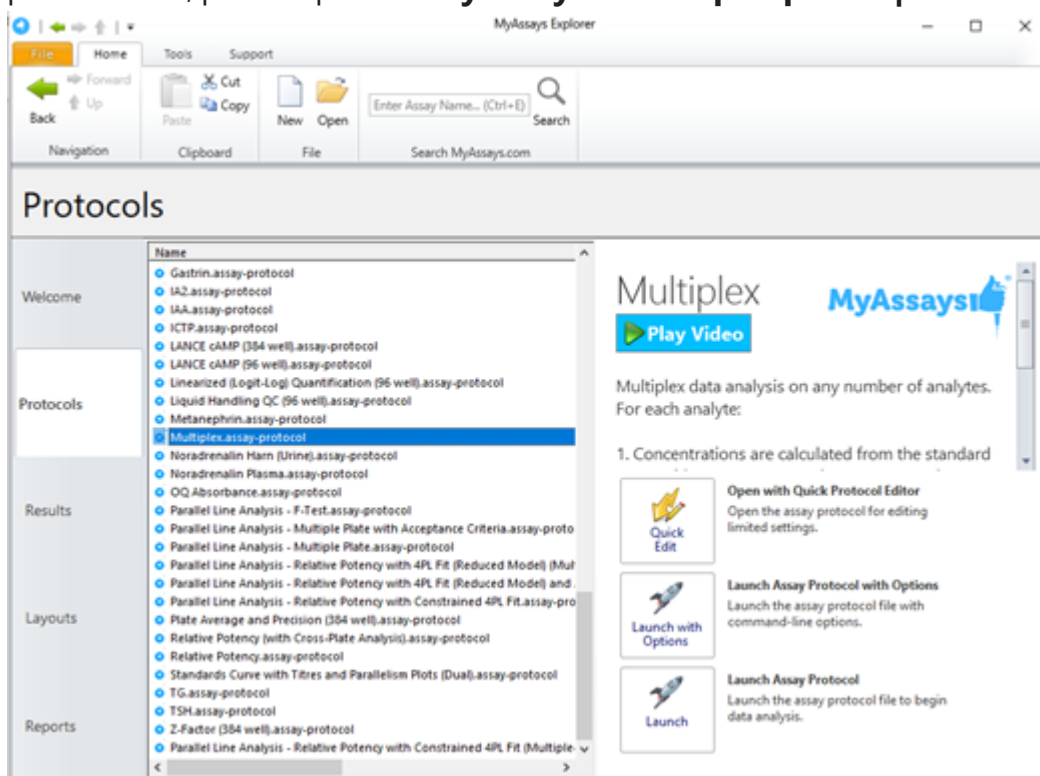 MyAssays Explorer
File
Home
Tools
Support
Back
Forward
Up
Navigation
Paste
Cut
Copy
Clipboard
New
Open
File
Enter Assay Name... (Ctrl+E)
Search
Search MyAssays.com
Protocols
Welcome
Protocols
Results
Layouts
Reports
Name
Gastrin.assay-protocol
IA2.assay-protocol
IAA.assay-protocol
ICTP.assay-protocol
LANCE cAMP (384 well).assay-protocol
LANCE cAMP (96 well).assay-protocol
Linearized (Logit-Log) Quantification (96 well).assay-protocol
Liquid Handling QC (96 well).assay-protocol
Metanephrin.assay-protocol
Multiplex.assay-protocol
Noradrenalin Harn (Urine).assay-protocol
Noradrenalin Plasma.assay-protocol
OQ Absorbance.assay-protocol
Parallel Line Analysis - F-Test.assay-protocol
Parallel Line Analysis - Multiple Plate with Acceptance Criteria.assay-proto
Parallel Line Analysis - Multiple Plate.assay-protocol
Parallel Line Analysis - Relative Potency with 4PL Fit (Reduced Model) (Mul
Parallel Line Analysis - Relative Potency with 4PL Fit (Reduced Model) and
Parallel Line Analysis - Relative Potency with Constrained 4PL Fit.assay-pro
Plate Average and Precision (384 well).assay-protocol
Relative Potency (with Cross-Plate Analysis).assay-protocol
Relative Potency.assay-protocol
Standards Curve with Titres and Parallelism Plots (Dual).assay-protocol
TG.assay-protocol
TSH.assay-protocol
Z-Factor (384 well).assay-protocol
Parallel Line Analysis - Relative Potency with Constrained 4PL Fit (Multiple-
Multiplex
MyAssays
Play Video
Multiplex data analysis on any number of analytes.
For each analyte:
1. Concentrations are calculated from the standard
Quick
Edit
Open with Quick Protocol Editor
Open the assay protocol for editing
limited settings.
Launch with
Options
Launch Assay Protocol with Options
Launch the assay protocol file with
command-line options.
Launch
Launch Assay Protocol
Launch the assay protocol file to begin
data analysis.